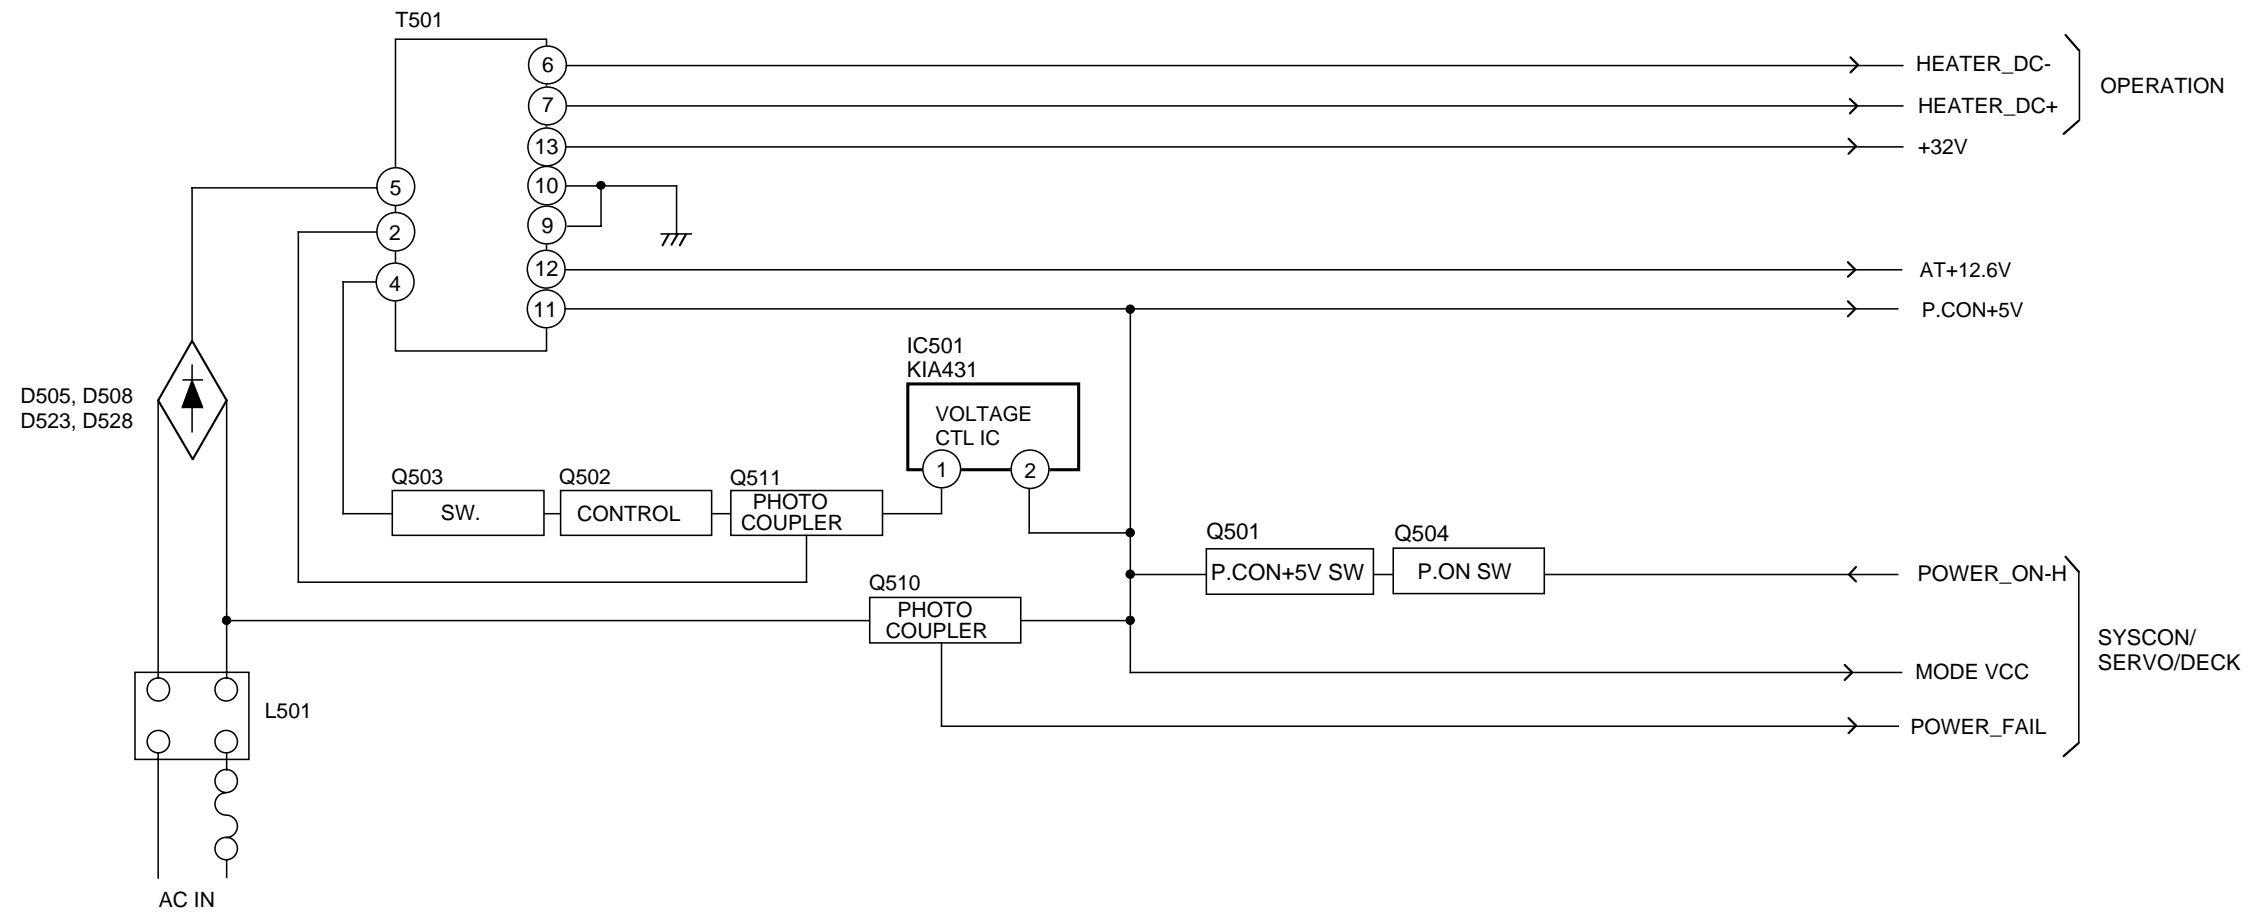 T501
6
HEATER_DC-
7
HEATER_DC+
OPERATION
13
+32V
5
10
2
9
4
12
AT+12.6V
11
P.CON+5V
IC501
KIA431
VOLTAGE
CTL IC
1
2
D505, D508
D523, D528
Q503
SW.
Q502
CONTROL
Q511
PHOTO
COUPLER
Q501
P.CON+5V SW
Q504
P.ON SW
POWER_ON-H
Q510
PHOTO
COUPLER
SYSCON/
SERVO/DECK
MODE VCC
POWER_FAIL
L501
AC IN